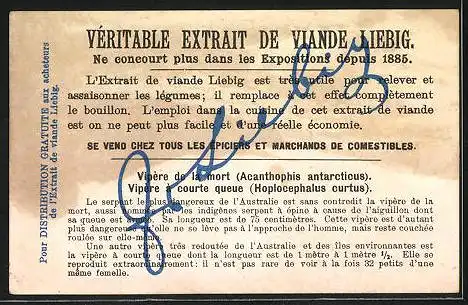 VÉRITABLE EXTRAIT DE VIANDE LIEBIG.
Ne concourt plus dans les Expositions depuis 1885.
L'Extrait de viande Liebig est très utile pour relever et
assaisonner les légumes; il remplace à cet effet complètement
le bouillon. L'emploi dans la cuisine de cet extrait de viande
est on ne peut plus facile et d'une réelle économie.
SE VEND CHEZ TOUS LES ÉPICIERS ET MARCHANDS DE COMESTIBLES.
Vipère de la mort (Acanthophis antarctious).
Vipère à courte queue (Hoplocephalus curtus).
Le serpent le plus dangereux de l'Australie est sans contredit la vipère de la
mort, aussi nommée par les indigènes serpent à épine à cause de l'aiguillon dont
sa queue est armée. Sa longueur est de 75 centimètres. Cette vipère est d'autant
plus dangereuse qu'elle ne se lève pas à l'approche de l'homme, mais reste couchée
roulée sur elle-même.
Une autre vipère très redoutée de l'Australie et des îles environnantes est
la vipère à courte queue dont la longueur est de 1 mètre à 1 mètre ½. Elle se
reproduit extraordinairement: il n'est pas rare de voir à la fois 32 petits d'une
même femelle.
Pour DISTRIBUTION GRATUITE aux acheteurs
de l'Extrait de viande Liebig.
J v Liebig